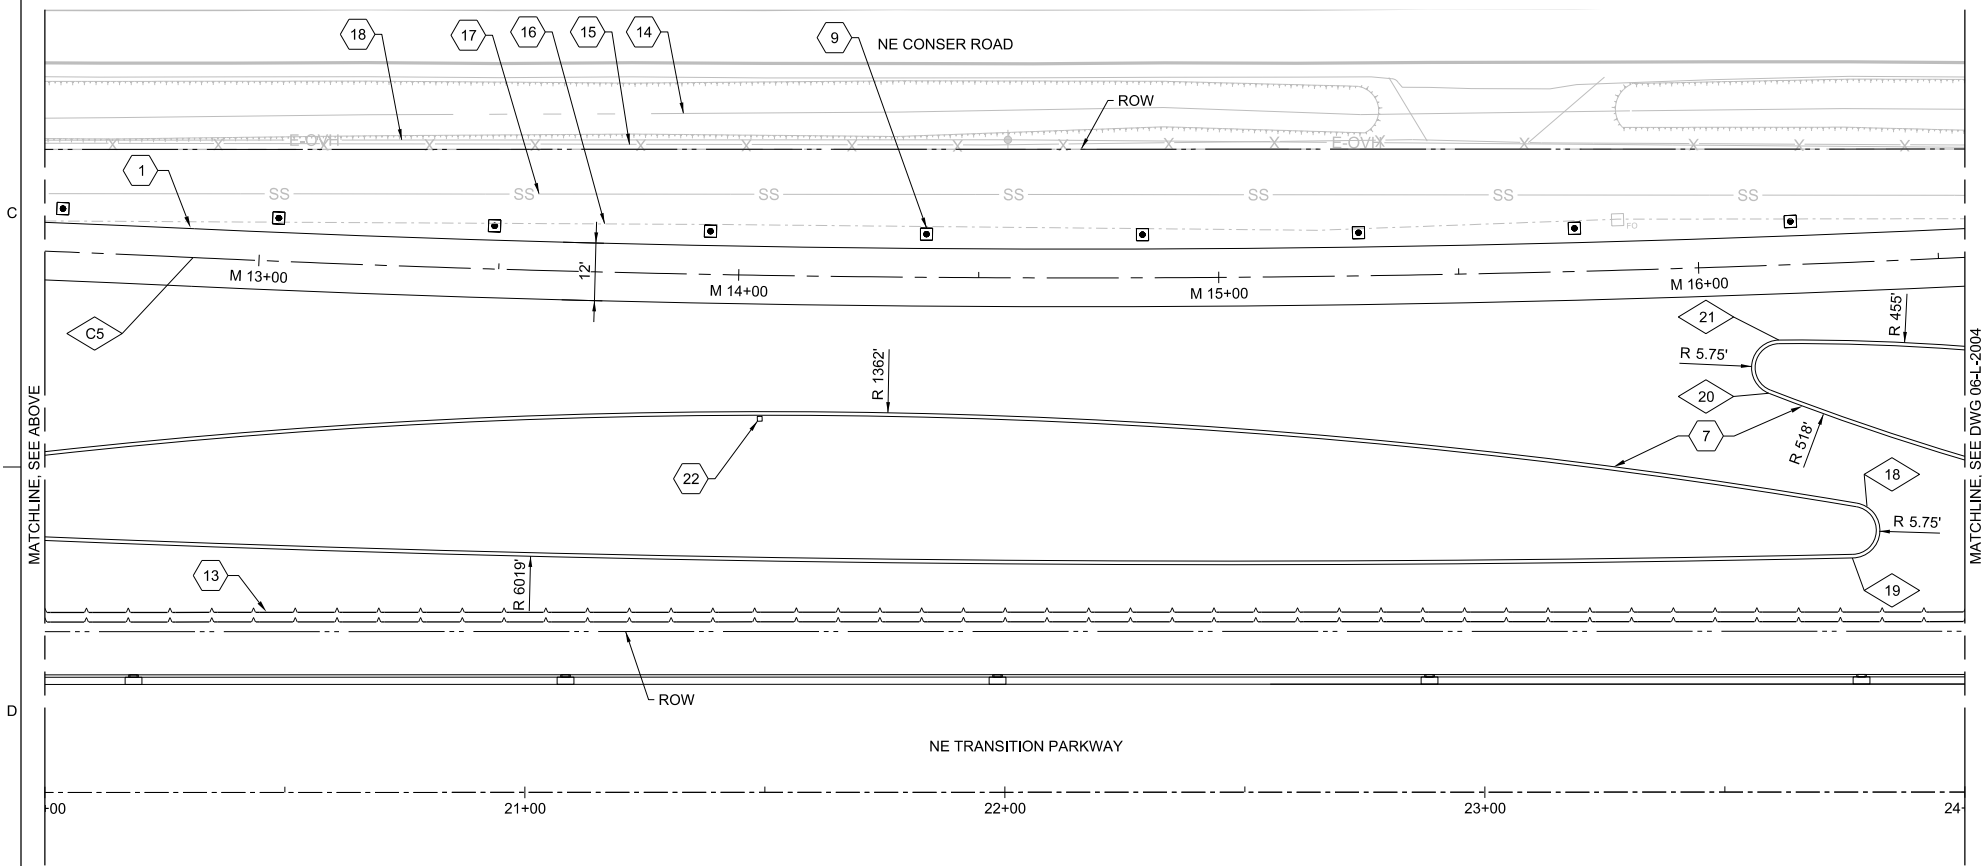 18
17
16
15
14
9
NE CONSER ROAD
ROW
E-OVH
E-OVH
1
SS
SS
SS
SS
SS
SS
SS
C
FO
12'
M 13+00
M 14+00
M 15+00
M 16+00
C5
21
R 455'
R 5.75'
R 1362'
20
7
R 518'
22
18
R 5.75'
MATCHLINE, SEE ABOVE
MATCHLINE, SEE DWG 06-L-2004
13
R 6019'
19
ROW
D
NE TRANSITION PARKWAY
+00
21+00
22+00
23+00
24